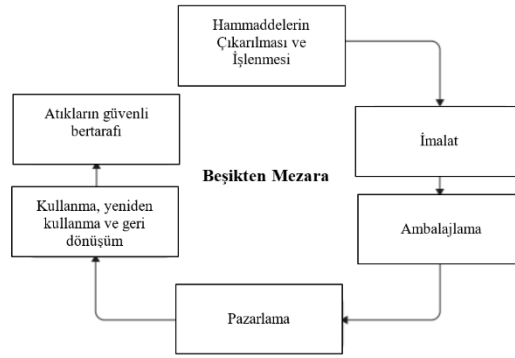 Hammaddelerin
Çıkarılması ve
İşlenmesi
İmalat
Ambalajlama
Pazarlama
Kullanma, yeniden
kullanma ve geri
dönüşüm
Atıkların güvenli
bertarafı
Beşikten Mezara